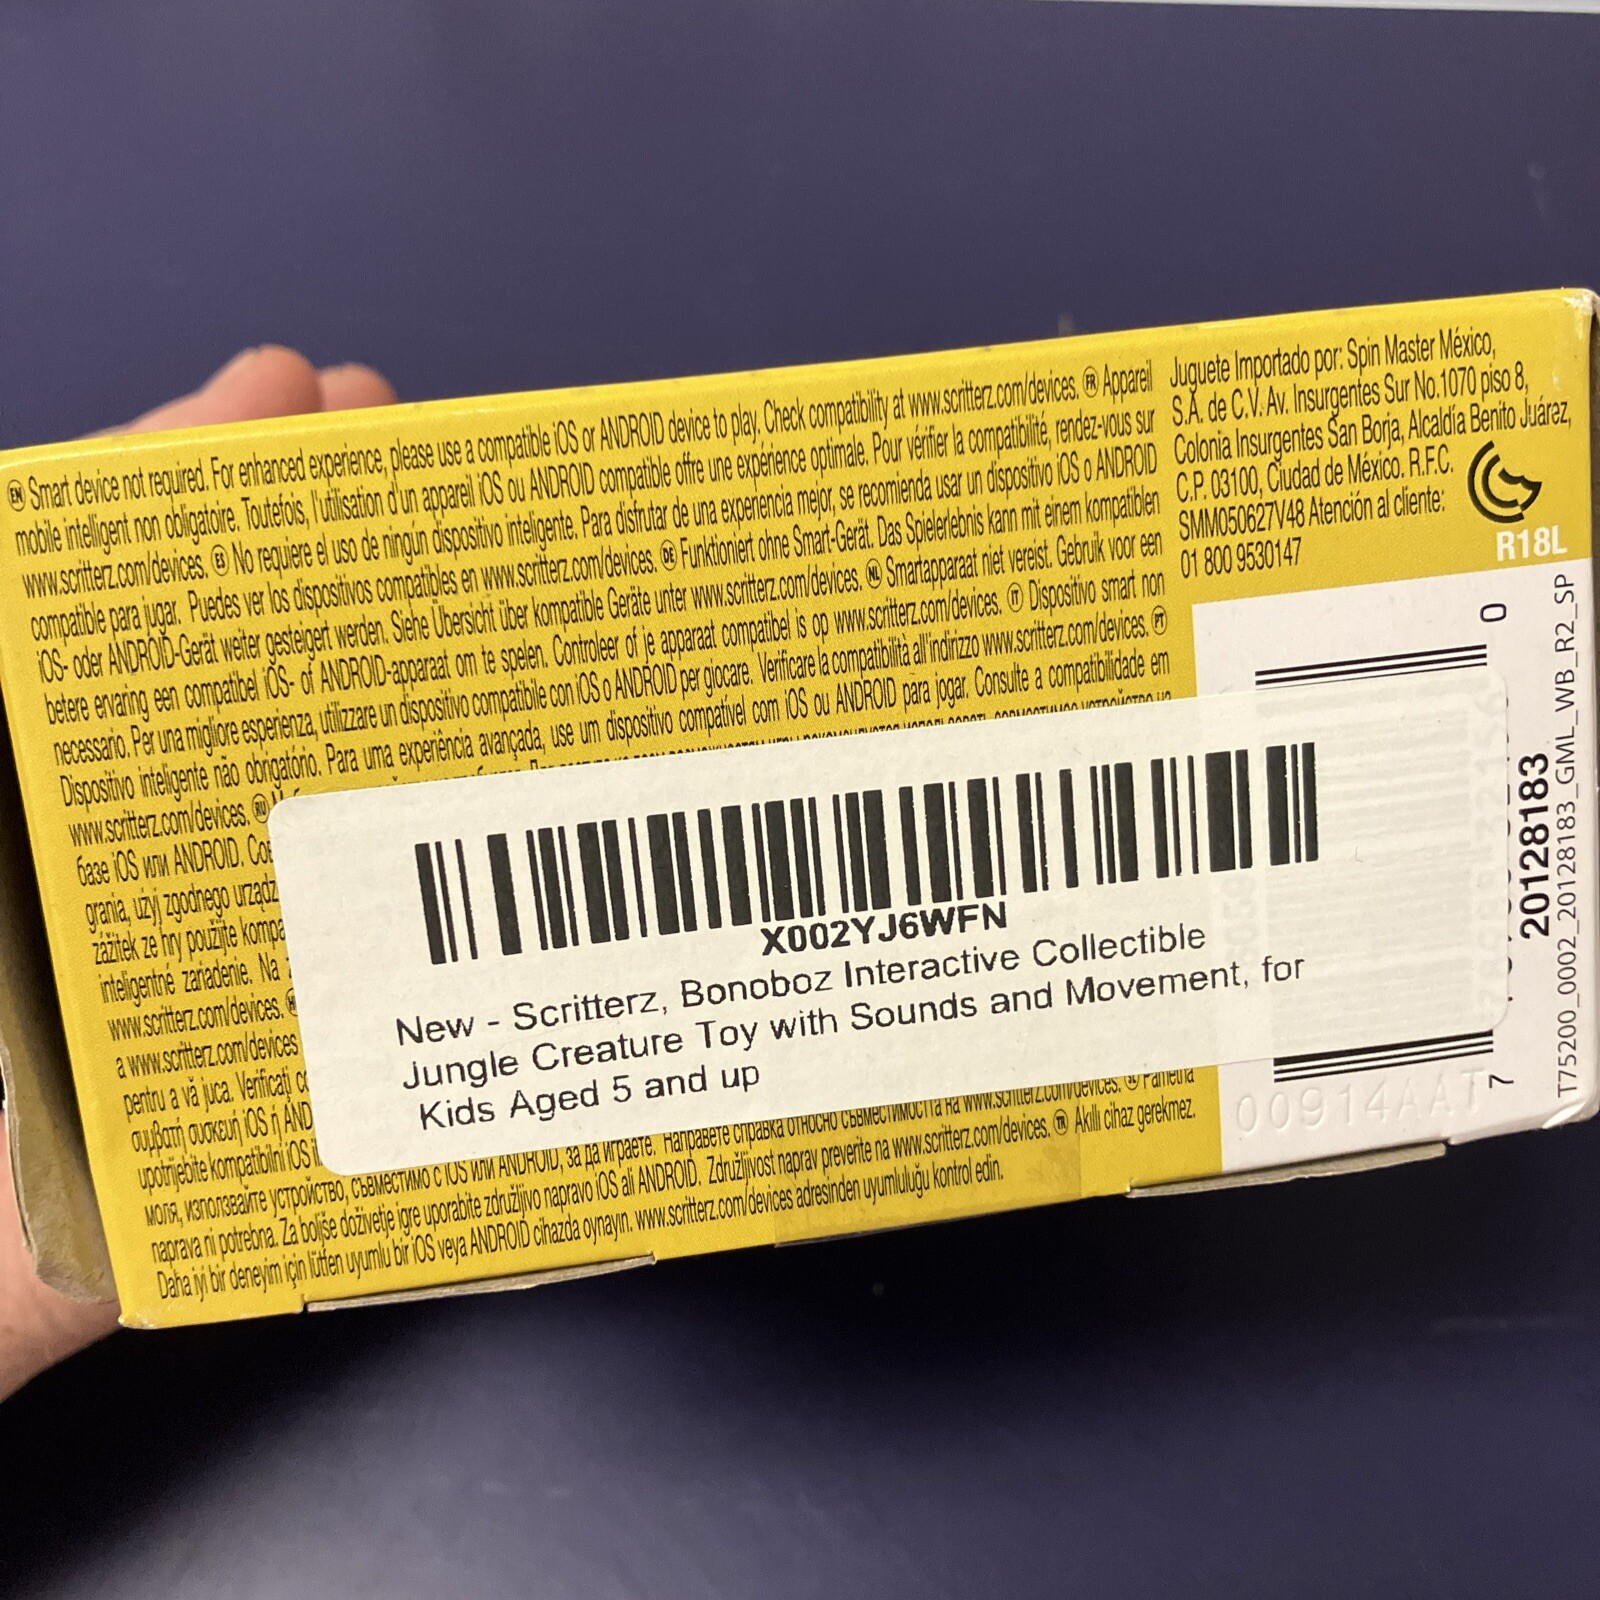 EN Smart device not required. For enhanced experience, please use a compatible iOS or ANDROID device to play. Check compatibility at www.scritterz.com/devices. FR Appareil
mobile intelligent non obligatoire. Toutefois, l'utilisation d'un appareil iOS ou ANDROID compatible offre une expérience optimale. Pour vérifier la compatibilité, rendez-vous sur
www.scritterz.com/devices. ES No requiere el uso de ningún dispositivo inteligente. Para disfrutar de una experiencia mejor, se recomienda usar un dispositivo iOS o ANDROID
compatible para jugar. Puedes ver los dispositivos compatibles en www.scritterz.com/devices. DE Funktioniert ohne Smart-Gerät. Das Spielerlebnis kann mit einem kompatiblen
iOS- oder ANDROID-Gerät weiter gesteigert werden. Siehe Übersicht über kompatible Geräte unter www.scritterz.com/devices. NL Smartapparaat niet vereist. Gebruik voor een
betere ervaring een compatibel iOS- of ANDROID-apparaat om te spelen. Controleer of je apparaat compatibel is op www.scritterz.com/devices. IT Dispositivo smart non
necessario. Per una migliore esperienza, utilizzare un dispositivo compatibile con iOS o ANDROID per giocare. Verificare la compatibilità all'indirizzo www.scritterz.com/devices. PT
Dispositivo inteligente não obrigatório. Para uma experiência avançada, use um dispositivo compatível com iOS ou ANDROID para jogar. Consulte a compatibilidade em
www.scritterz.com/devices. RU
базе iOS или ANDROID.
grania, użyj zgodnego
zážitek ze hry použijte
inteligentné zariadenie. Na
www.scritterz.com/devices.
a www.scritterz.com/devices
pentru a vă juca. Verificați
συμβατή συσκευή iOS ή
upotrijebite kompatibilni iOS
моля, използвайте устройство, съвместимо с iOS или ANDROID, за да играете. Направете справка относно съвместимостта на www.scritterz.com/devices. Pametna
naprava ni potrebna. Za boljše doživetje igre uporabite združljivo napravo iOS ali ANDROID. Združljivost naprav preverite na www.scritterz.com/devices. TR Akıllı cihaz gerekmez.
Daha iyi bir deneyim için lütfen uyumlu bir iOS veya ANDROID cihazda oynayın. www.scritterz.com/devices adresinden uyumluluğu kontrol edin.
Juguete Importado por: Spin Master México,
S.A. de C.V. Av. Insurgentes Sur No.1070 piso 8,
Colonia Insurgentes San Borja, Alcaldía Benito Juárez,
C.P. 03100, Ciudad de México. R.F.C.
SMM050627V48 Atención al cliente:
01 800 9530147
R18L
X002YJ6WFN
New - Scritterz, Bonoboz Interactive Collectible
Jungle Creature Toy with Sounds and Movement, for
Kids Aged 5 and up
0
7
20128183
T75200_0002_20128183_GML_WB_R2_SP
00914AAT